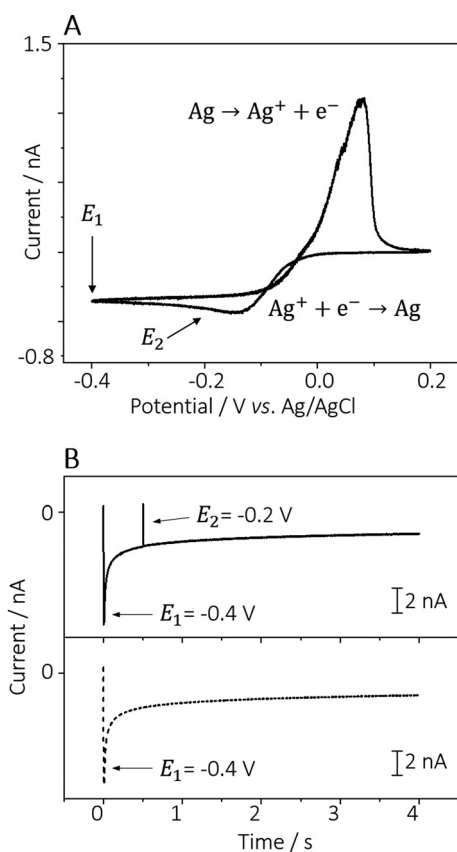 A
1.5
Ag → Ag⁺ + e⁻
Current / nA
E₁
Ag⁺ + e⁻ → Ag
E₂
-0.8
-0.4 -0.2 0.0 0.2
Potential / V vs. Ag/AgCl
B
0
E₂= -0.2 V
2 nA
E₁= -0.4 V
Current / nA
0
2 nA
E₁= -0.4 V
0 1 2 3 4
Time / s